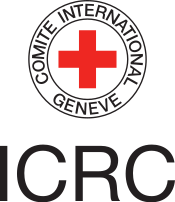 COMITE INTERNATIONAL
GENEVE
ICRC